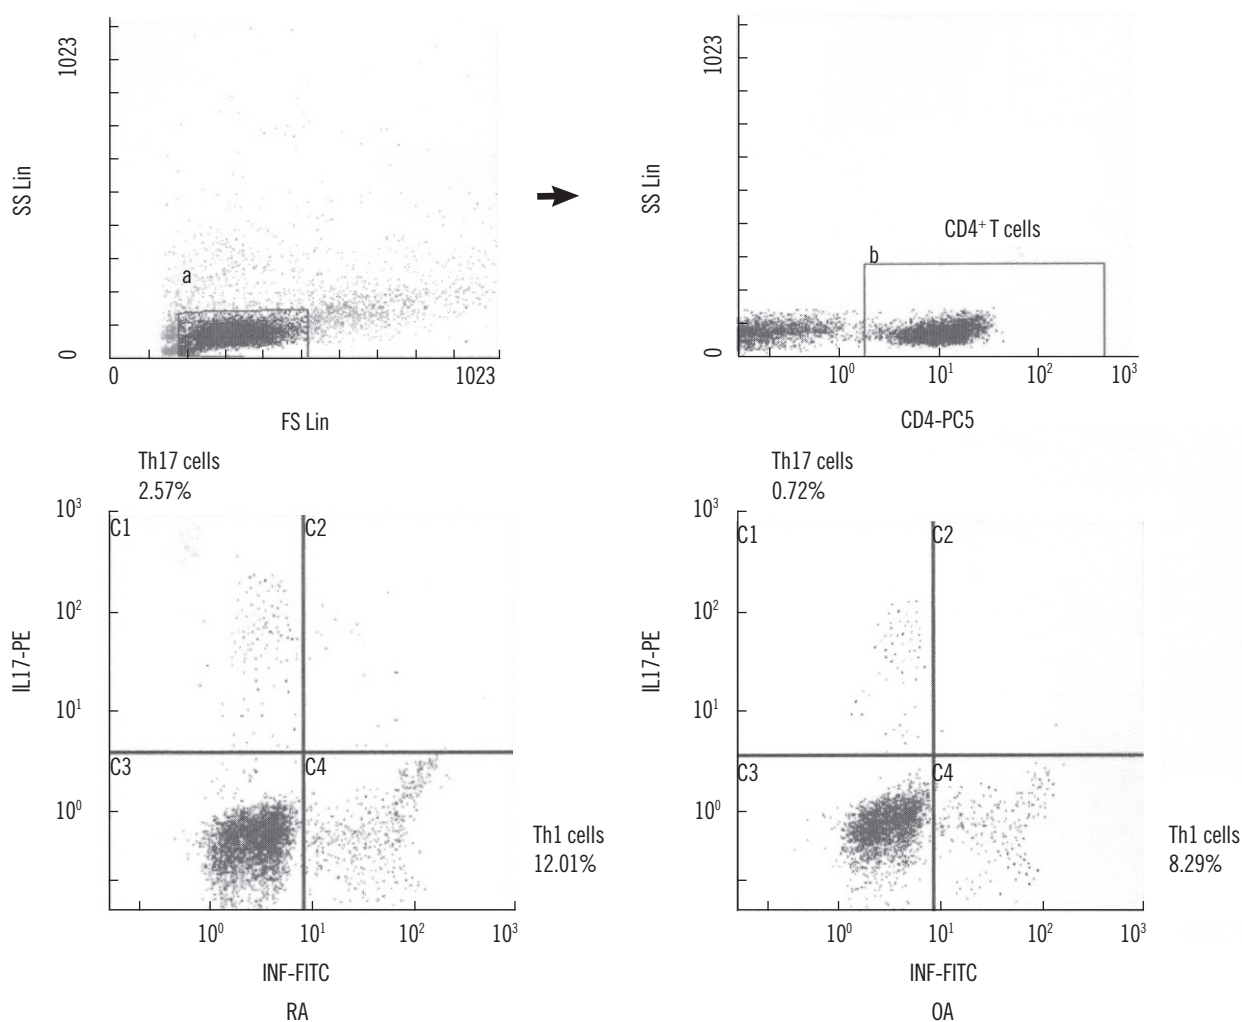 1023
SS Lin
a
0
0
1023
FS Lin
1023
SS Lin
CD4⁺ T cells
b
0
10⁰
10¹
10²
10³
CD4-PC5
Th17 cells
2.57%
10³
C1
C2
10²
IL17-PE
10¹
C3
C4
10⁰
Th1 cells
12.01%
10⁰
10¹
10²
10³
INF-FITC
RA
Th17 cells
0.72%
10³
C1
C2
10²
IL17-PE
10¹
C3
C4
10⁰
Th1 cells
8.29%
10⁰
10¹
10²
10³
INF-FITC
OA